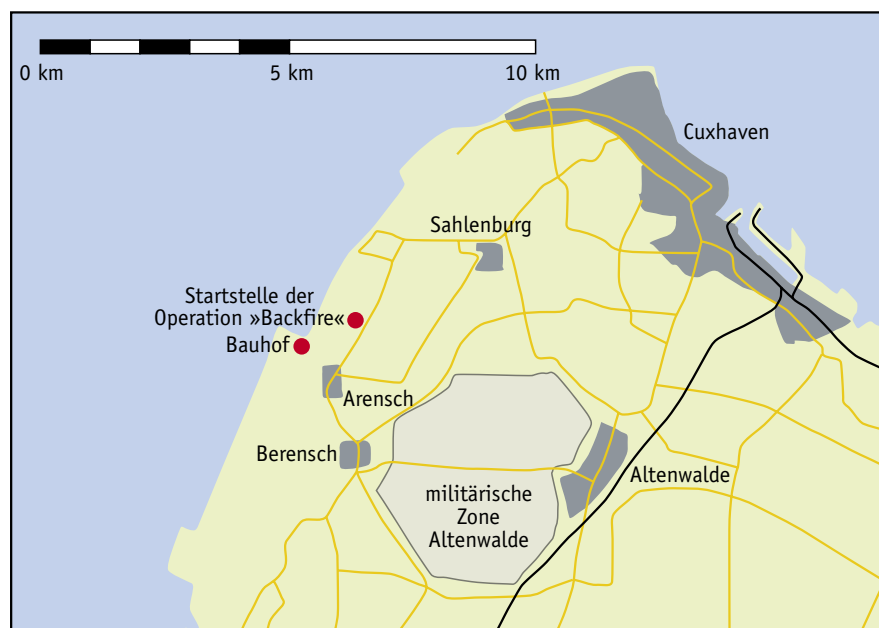 0 km
5 km
10 km
Cuxhaven
Sahlenburg
Startstelle der
Operation »Backfire«
Bauhof
Arensch
Berensch
militärische
Zone
Altenwalde
Altenwalde